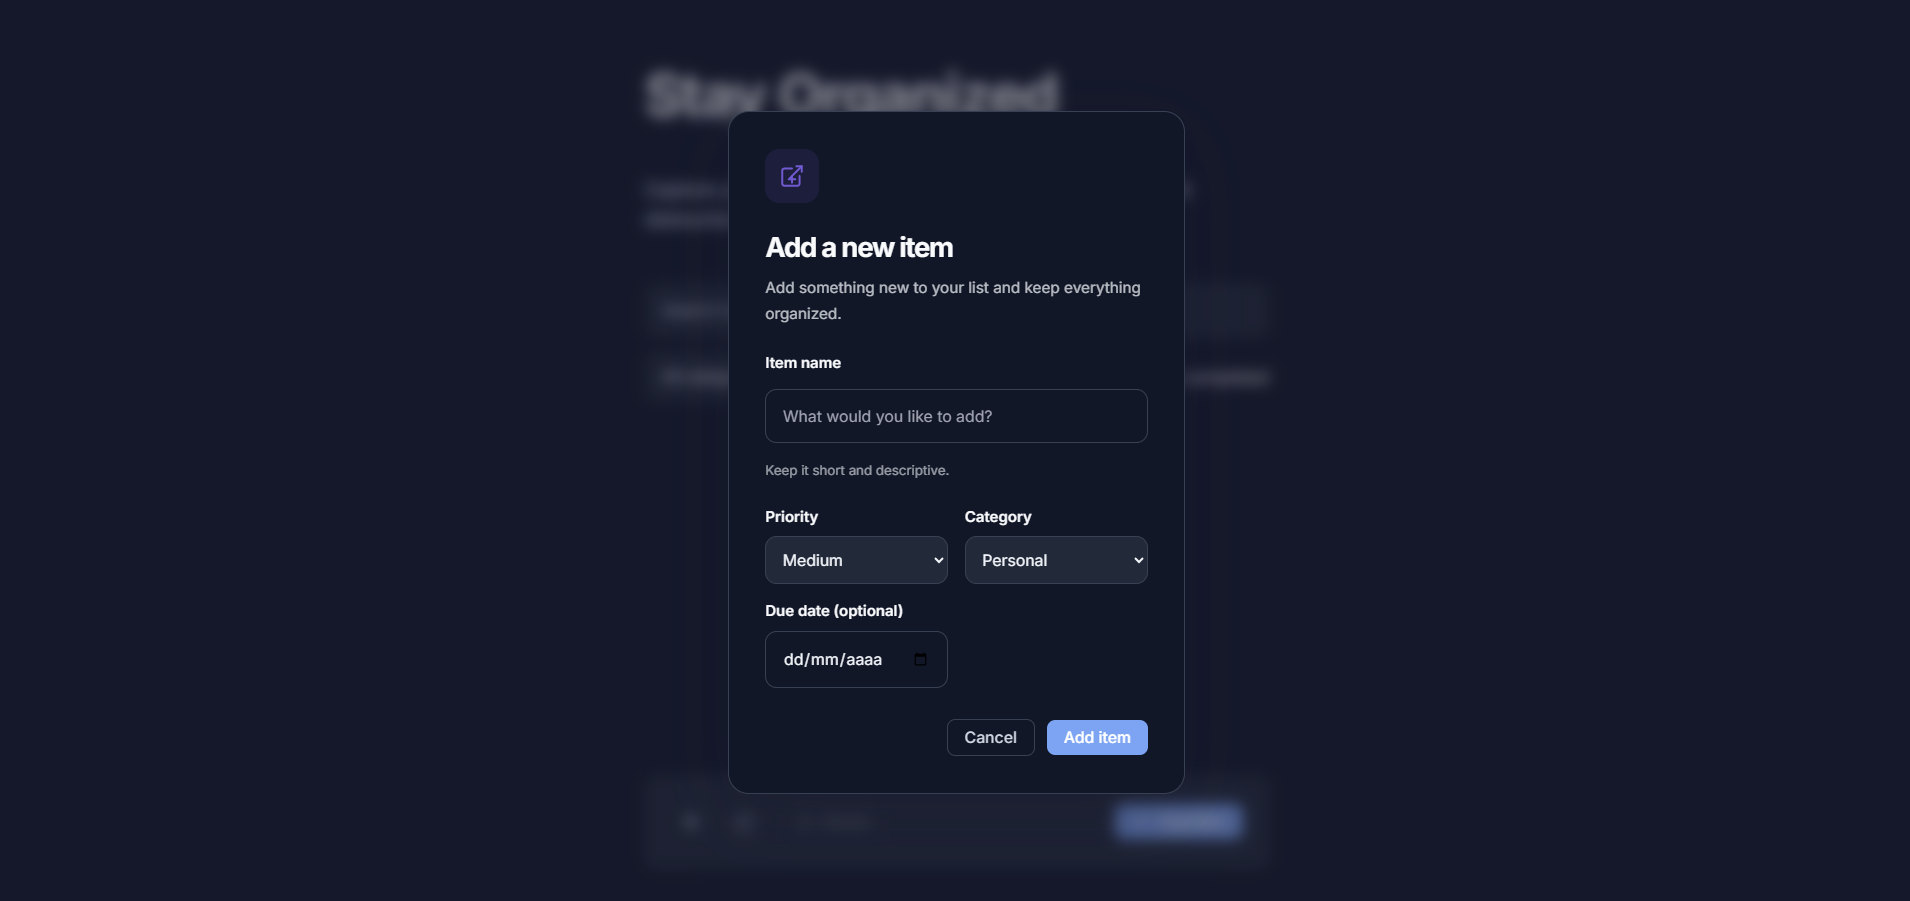 Stay Organized
Add a new item
Add something new to your list and keep everything
organized.
Item name
What would you like to add?
Keep it short and descriptive.
Priority
Category
Medium
Personal
Due date (optional)
dd/mm/aaaa
Cancel
Add item